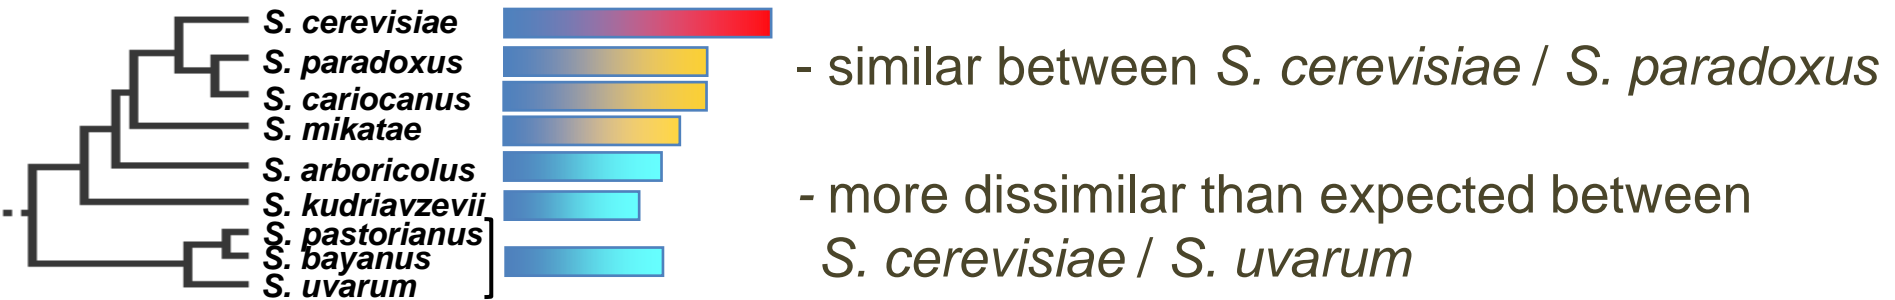 S. cerevisiae
S. paradoxus
S. cariocanus
S. mikatae
S. arboricolus
S. kudriavzevii
S. pastorianus
S. bayanus
S. uvarum
- similar between S. cerevisiae / S. paradoxus
- more dissimilar than expected between
S. cerevisiae / S. uvarum